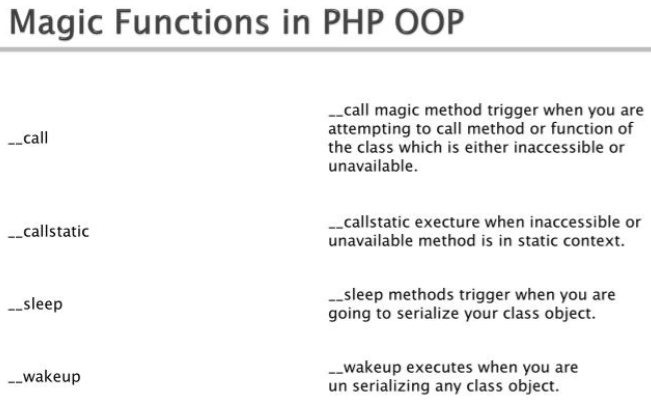 Magic Functions in PHP OOP
__call
__call magic method trigger when you are
attempting to call method or function of
the class which is either inaccessible or
unavailable.
__callstatic
__callstatic execture when inaccessible or
unavailable method is in static context.
__sleep
__sleep methods trigger when you are
going to serialize your class object.
__wakeup
__wakeup executes when you are
un serializing any class object.